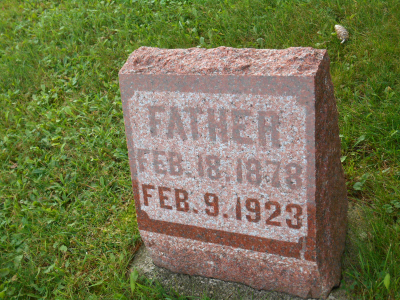 FATHER
FEB. 18. 1878
FEB. 9. 1923